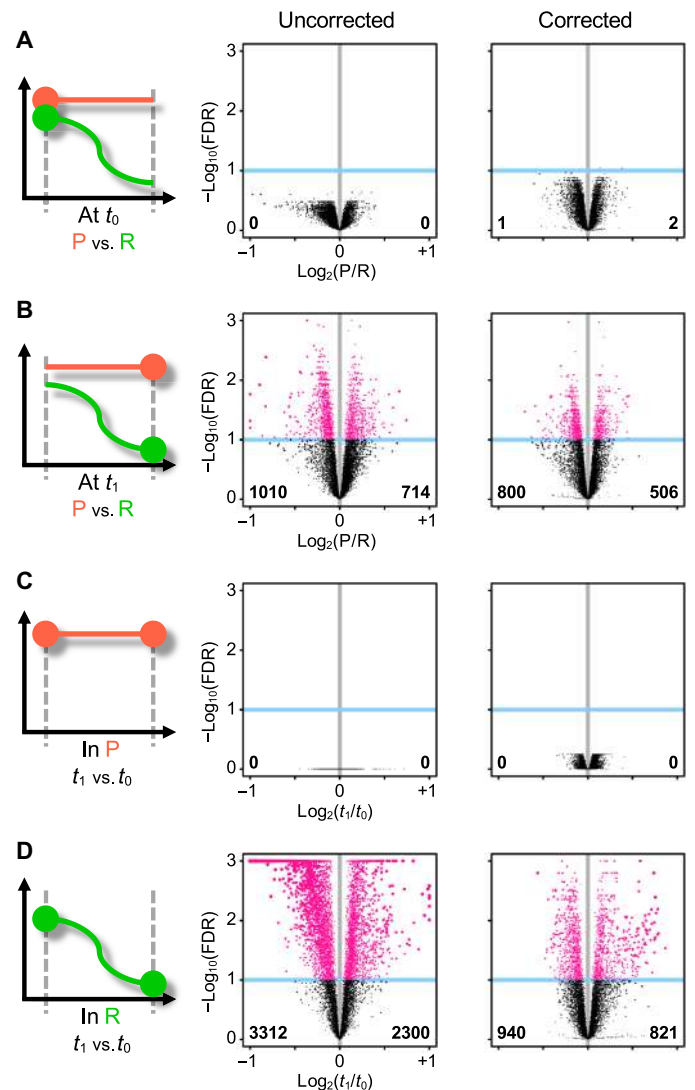 Uncorrected Corrected
A
3
2
1
0
−Log10(FDR)
0 0
1 2
At t0
P vs. R
−1 0 +1
Log2(P/R)
B
3
2
1
0
−Log10(FDR)
1010 714
800 506
At t1
P vs. R
−1 0 +1
Log2(P/R)
C
3
2
1
0
−Log10(FDR)
0 0
0 0
In P
t1 vs. t0
−1 0 +1
Log2(t1/t0)
D
3
2
1
0
−Log10(FDR)
3312 2300
940 821
In R
t1 vs. t0
−1 0 +1
Log2(t1/t0)